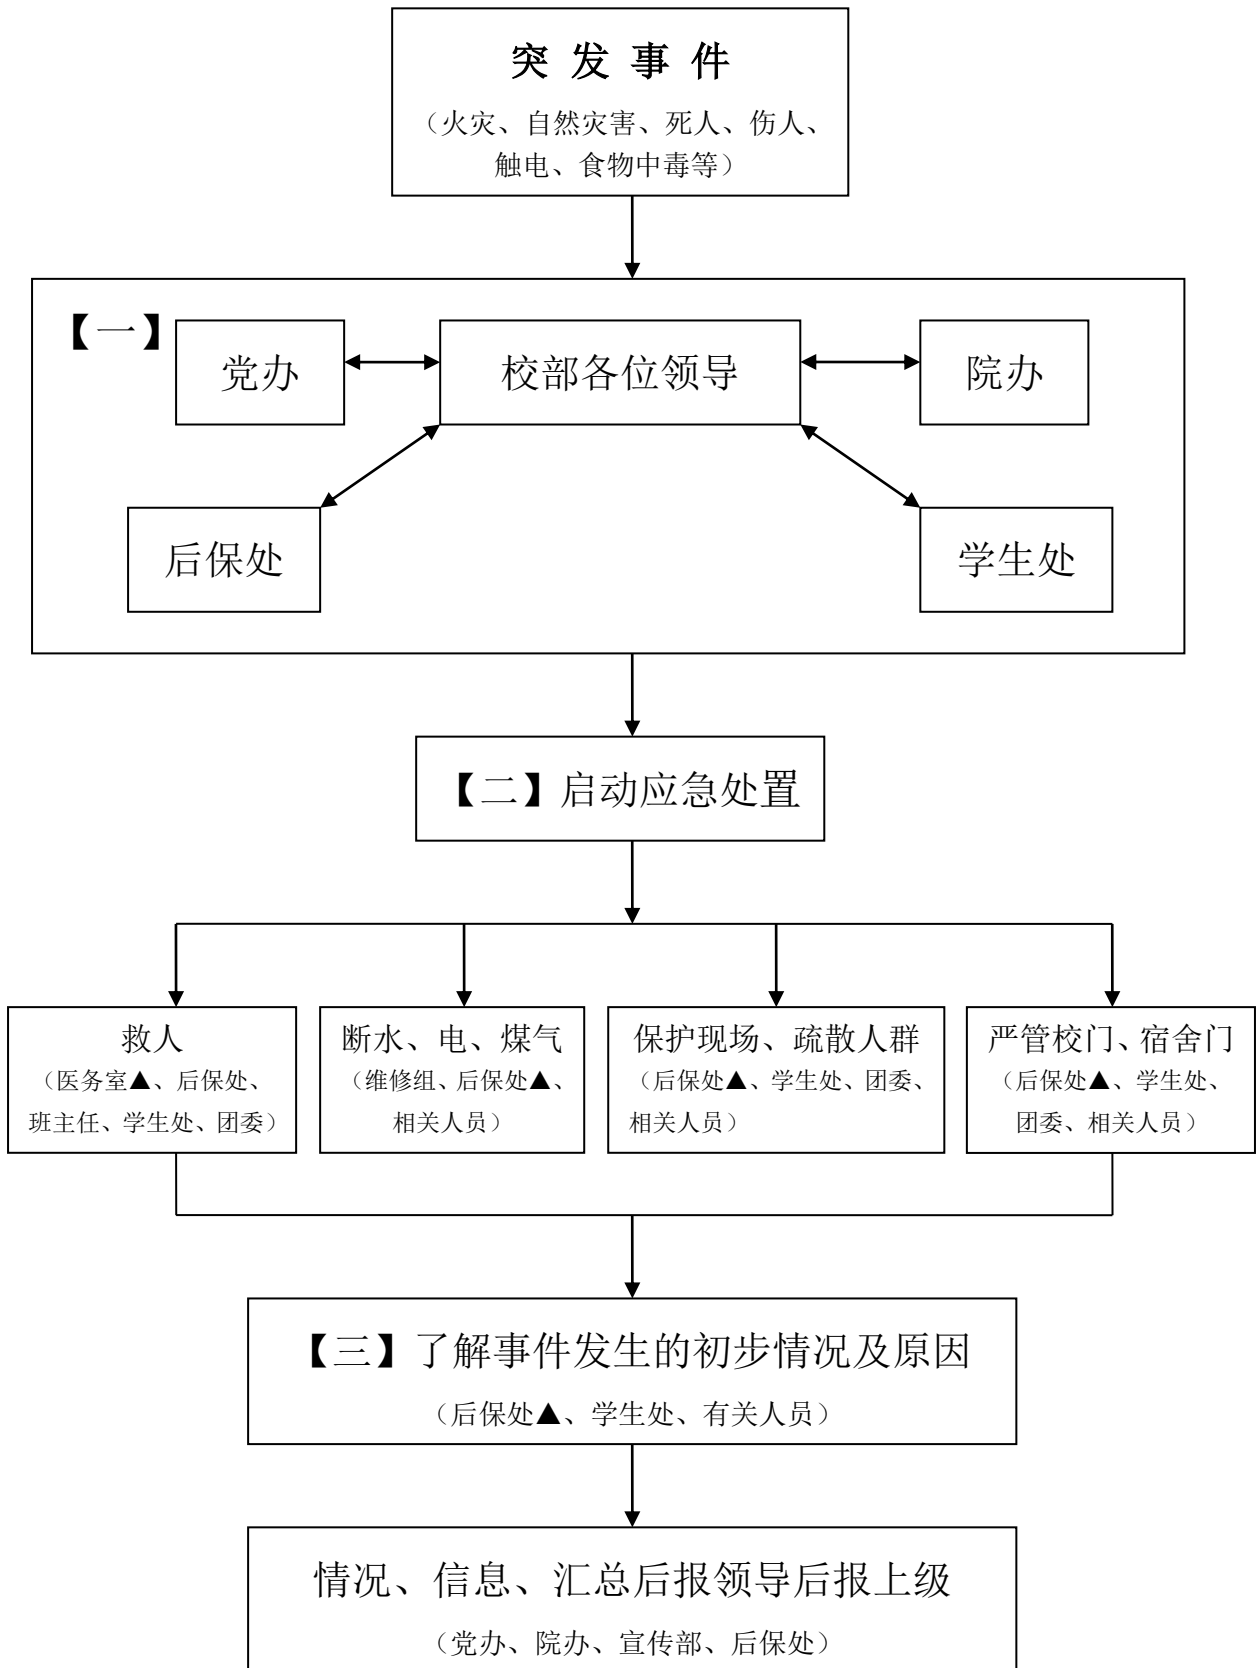 突 发 事 件
（火灾、自然灾害、死人、伤人、
触电、食物中毒等）
【一】
党办
校部各位领导
院办
后保处
学生处
【二】启动应急处置
救人
（医务室▲、后保处、
班主任、学生处、团委）
断水、电、煤气
（维修组、后保处▲、
相关人员）
保护现场、疏散人群
（后保处▲、学生处、团委、
相关人员）
严管校门、宿舍门
（后保处▲、学生处、
团委、相关人员）
【三】了解事件发生的初步情况及原因
（后保处▲、学生处、有关人员）
情况、信息、汇总后报领导后报上级
（党办、院办、宣传部、后保处）